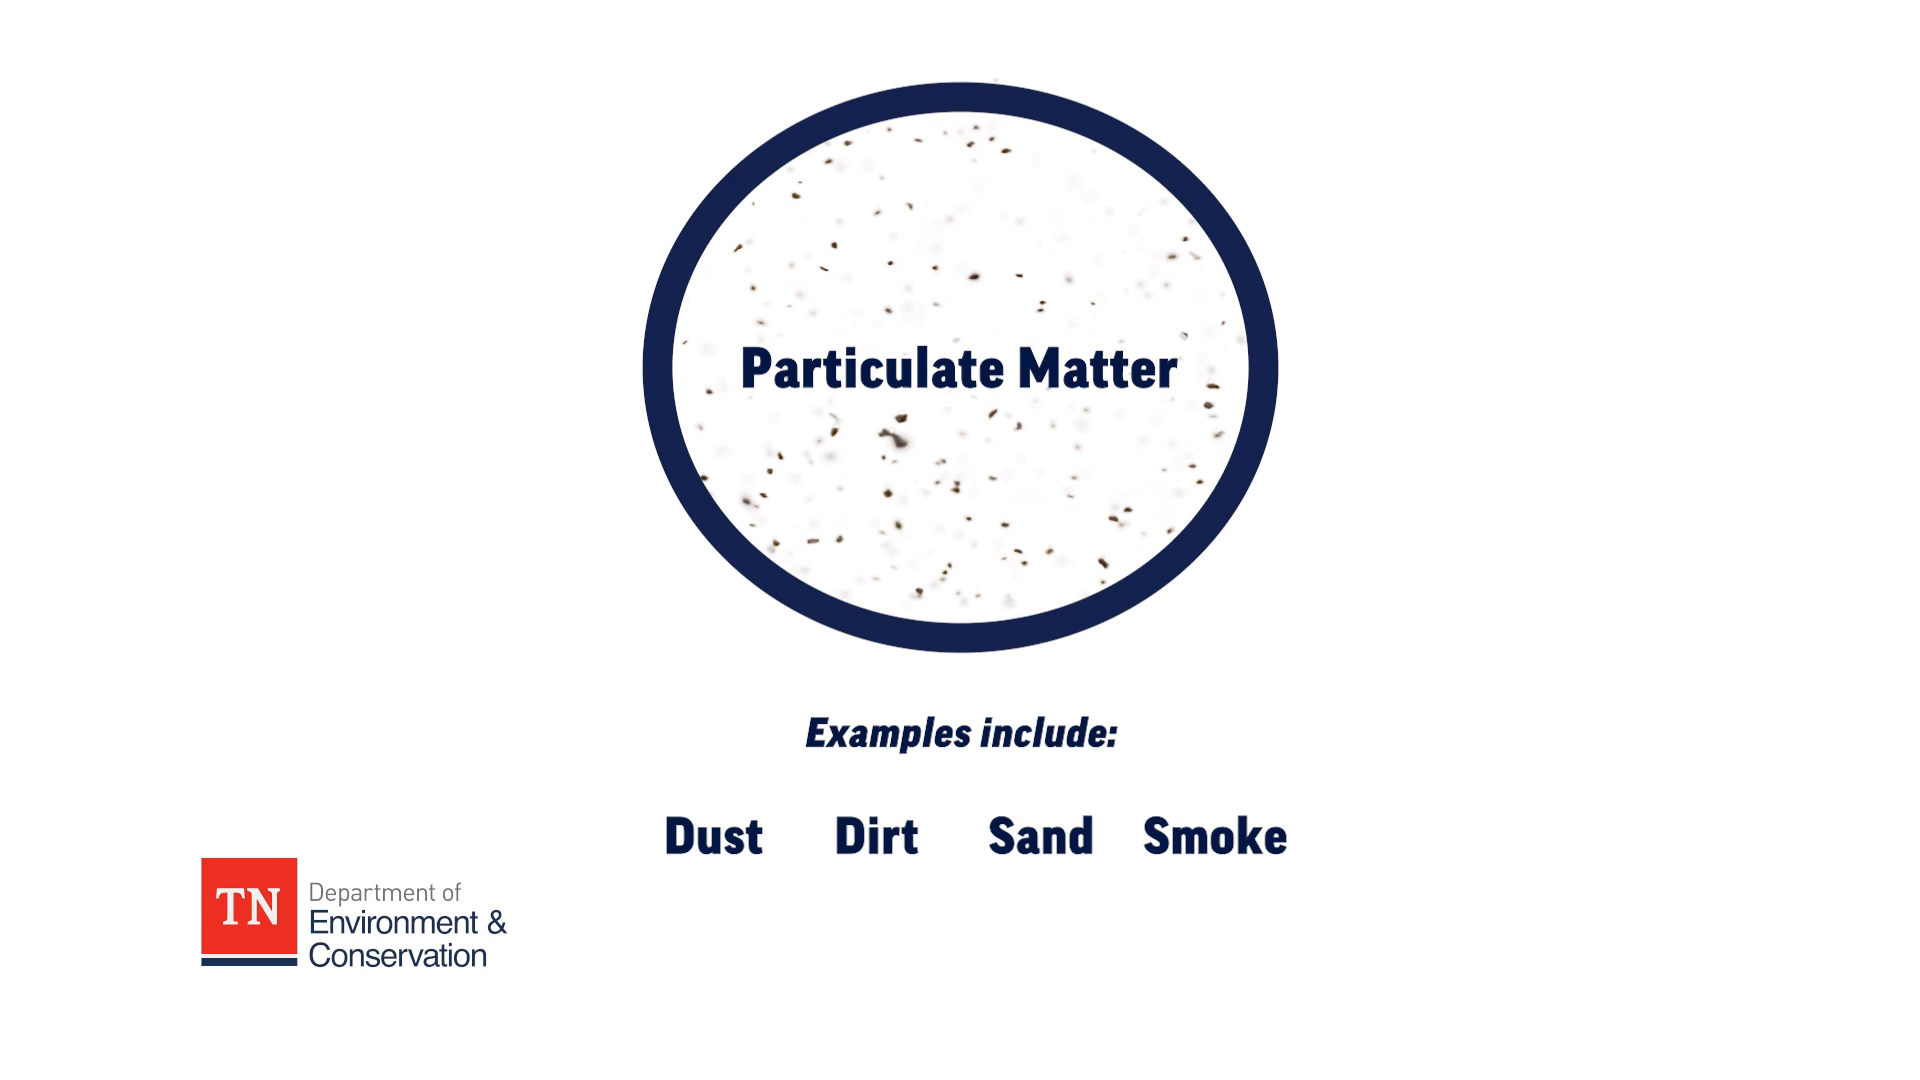 Particulate Matter
Examples include:
Dust Dirt Sand Smoke
TN
Department of
Environment &
Conservation